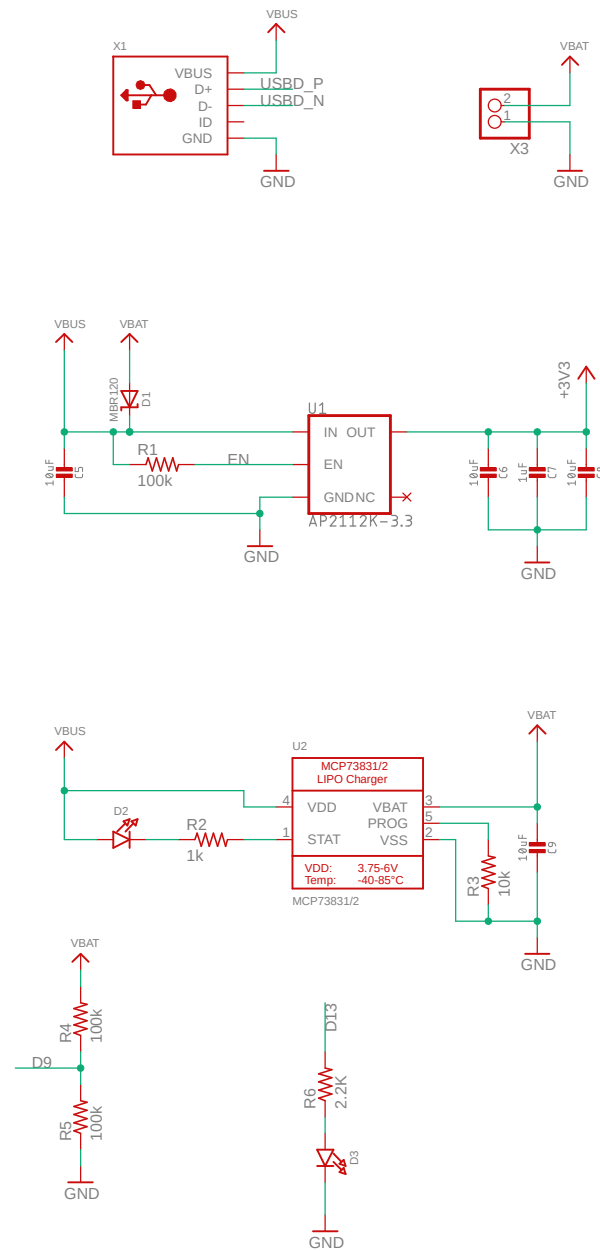 VBUS
X1
VBUS
D+
D-
ID
GND
USBD_P
USBD_N
GND
VBAT
2
1
X3
GND
VBUS
VBAT
MBR120
D1
R1
100k
EN
10uF
C5
GND
U1
IN OUT
EN
GND NC
AP2112K-3.3
+3V3
10uF
C6
1uF
C7
10uF
C8
GND
VBUS
D2
R2
1k
U2
MCP73831/2
LIPO Charger
4
VDD
1
STAT
VBAT
3
PROG
5
VSS
2
VDD: 3.75-6V
Temp: -40-85°C
MCP73831/2
VBAT
R3
10k
10uF
C9
GND
VBAT
R4
100k
D9
R5
100k
GND
D13
R6
2.2K
D3
GND